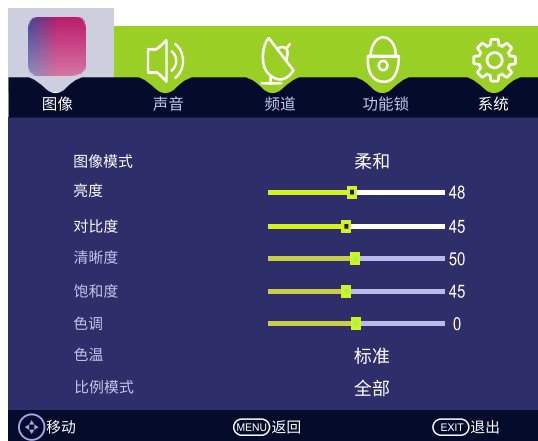 图像 声音 频道 功能锁 系统
图像模式 柔和
亮度 48
对比度 45
清晰度 50
饱和度 45
色调 0
色温 标准
比例模式 全部
移动 MENU 返回 EXIT 退出